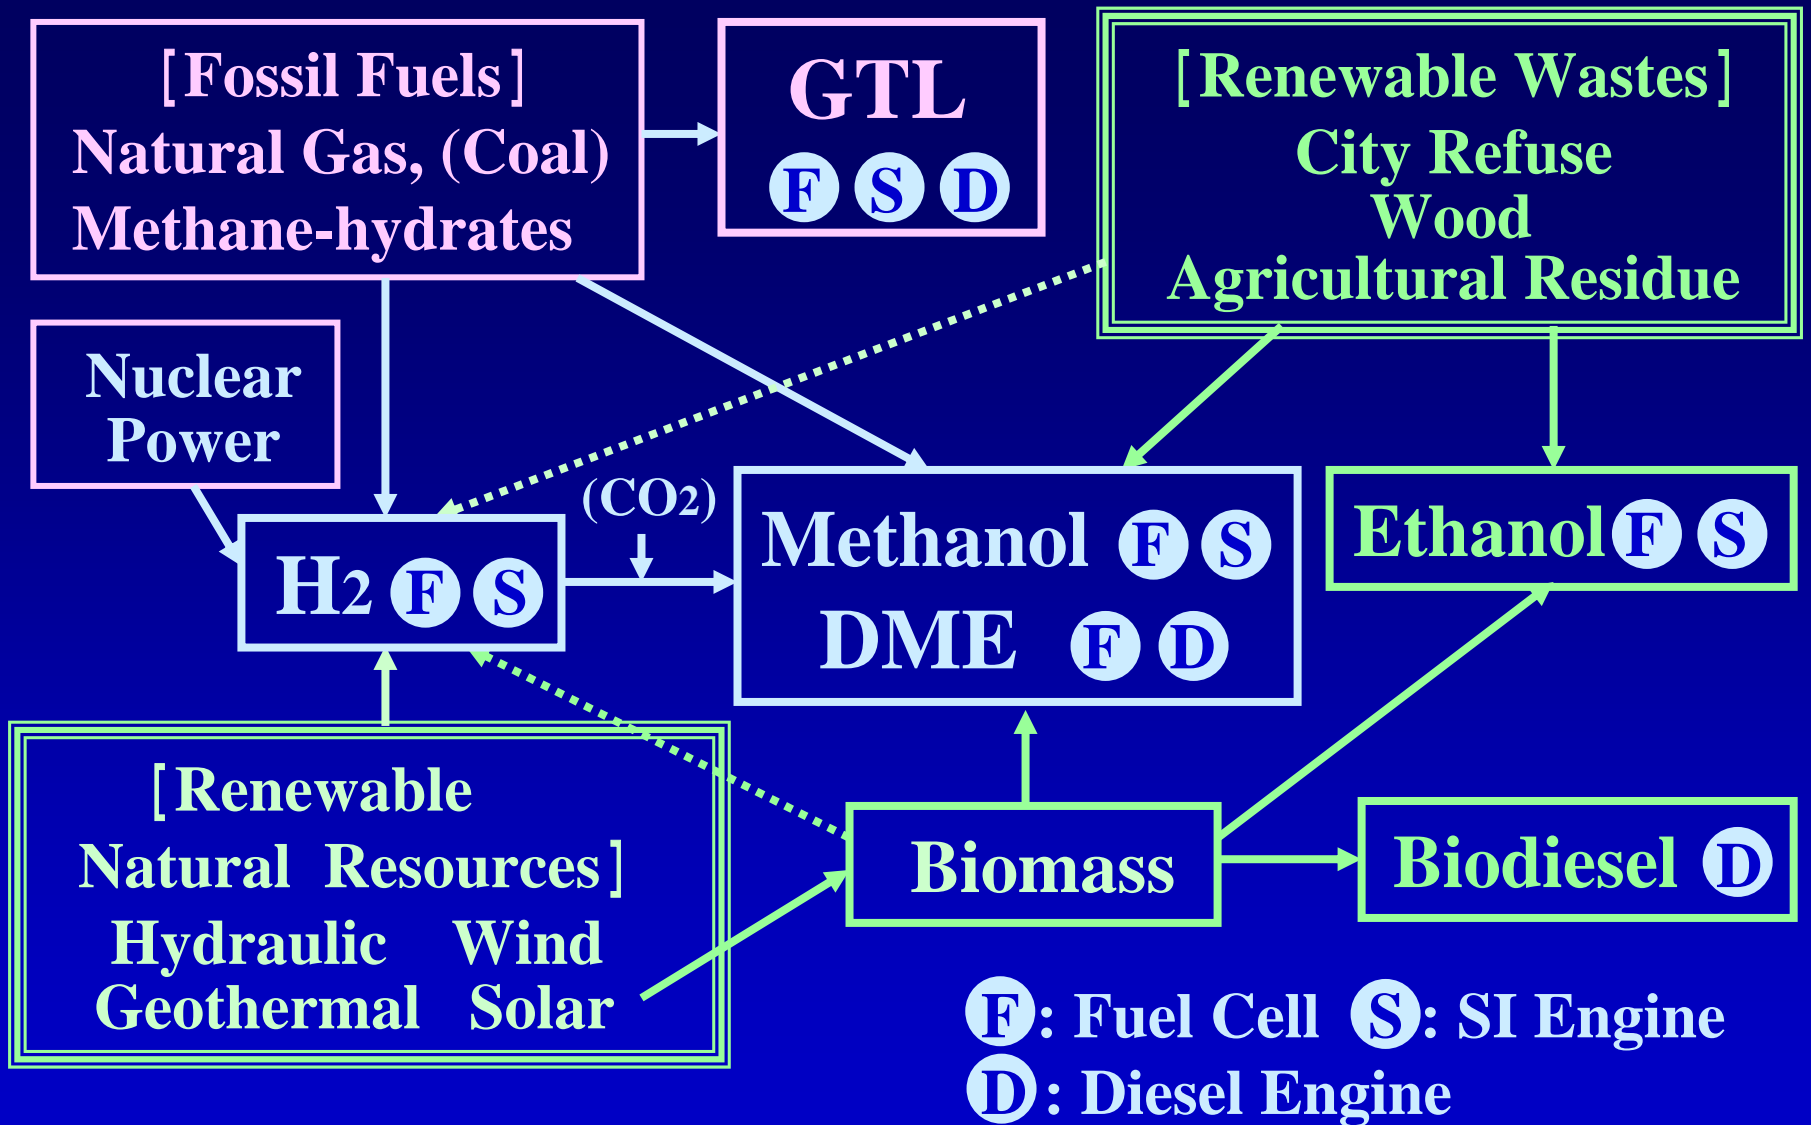 [Fossil Fuels]
Natural Gas, (Coal)
Methane-hydrates
GTL
F S D
[Renewable Wastes]
City Refuse
Wood
Agricultural Residue
Nuclear
Power
(CO2)
H2 F S
Methanol F S
DME F D
Ethanol F S
[Renewable
Natural Resources]
Hydraulic Wind
Geothermal Solar
Biomass
Biodiesel D
F: Fuel Cell S: SI Engine
D: Diesel Engine